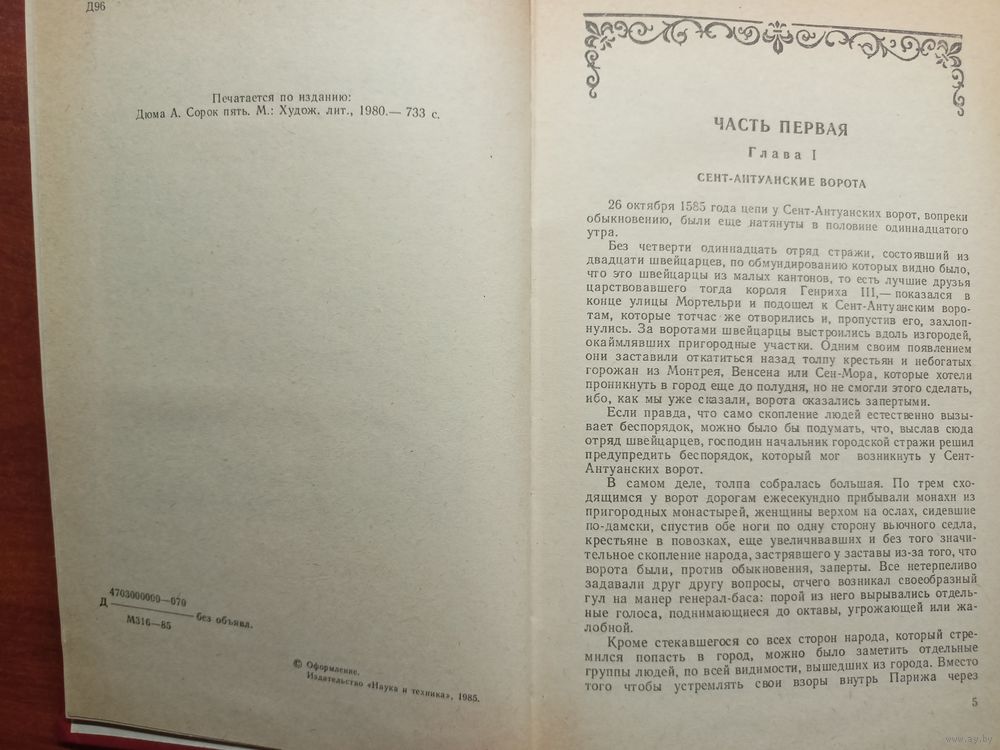 Д96
Печатается по изданию:
Дюма А. Сорок пять. М.: Худож. лит., 1980.— 733 с.
4703000000—070
Д
без объявл.
М316—85
© Оформление.
Издательство «Наука и техника», 1985.
ЧАСТЬ ПЕРВАЯ
Глава I
СЕНТ-АНТУАНСКИЕ ВОРОТА
26 октября 1585 года цепи у Сент-Антуанских ворот, вопреки
обыкновению, были еще натянуты в половине одиннадцатого
утра.
Без четверти одиннадцать отряд стражи, состоявший из
двадцати швейцарцев, по обмундированию которых видно было,
что это швейцарцы из малых кантонов, то есть лучшие друзья
царствовавшего тогда короля Генриха III,— показался в
конце улицы Мортельри и подошел к Сент-Антуанским воро-
там, которые тотчас же отворились и, пропустив его, захлоп-
нулись. За воротами швейцарцы выстроились вдоль изгородей,
окаймлявших пригородные участки. Одним своим появлением
они заставили откатиться назад толпу крестьян и небогатых
горожан из Монтрея, Венсена или Сен-Мора, которые хотели
проникнуть в город еще до полудня, но не смогли этого сделать,
ибо, как мы уже сказали, ворота оказались запертыми.
Если правда, что само скопление людей естественно вызы-
вает беспорядок, можно было бы подумать, что, выслав сюда
отряд швейцарцев, господин начальник городской стражи решил
предупредить беспорядок, который мог возникнуть у Сент-
Антуанских ворот.
В самом деле, толпа собралась большая. По трем схо-
дящимся у ворот дорогам ежесекундно прибывали монахи из
пригородных монастырей, женщины верхом на ослах, сидевшие
по-дамски, спустив обе ноги по одну сторону вьючного седла,
крестьяне в повозках, еще увеличивавших и без того значи-
тельное скопление народа, застрявшего у заставы из-за того, что
ворота были, против обыкновения, заперты. Все нетерпеливо
задавали друг другу вопросы, отчего возникал своеобразный
гул на манер генерал-баса: порой из него вырывались отдель-
ные голоса, поднимающиеся до октавы, угрожающей или жа-
лобной.
Кроме стекавшегося со всех сторон народа, который стре-
мился попасть в город, можно было заметить отдельные
группы людей, по всей видимости, вышедших из города. Вместо
того чтобы устремлять свои взоры внутрь Парижа через
5
www.ay.by